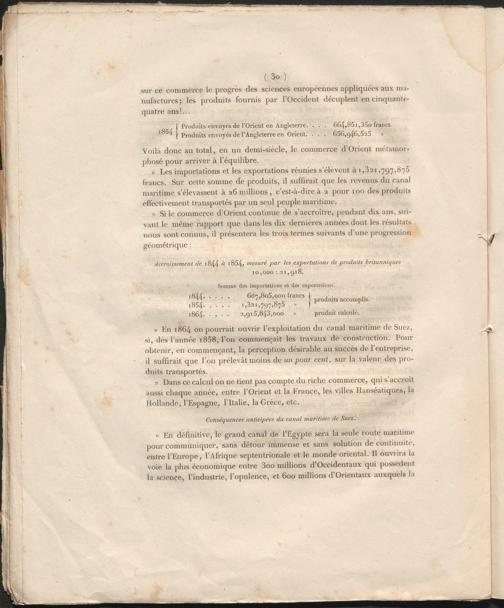 ( 30 )
sur ce commerce le progrès des sciences européennes appliquées aux ma-
nufactures; les produits fournis par l'Occident décuplent en cinquante-
quatre ans!...
1854 { Produits envoyés de l'Orient en Angleterre. . . . 664,851,350 francs
Produits envoyés de l'Angleterre en Orient. . . . 656,946,525 »
Voilà donc au total, en un demi-siècle, le commerce d'Orient métamor-
phosé pour arriver à l'équilibre.
» Les importations et les exportations réunies s'élèvent à 1,321,797,875
francs. Sur cette somme de produits, il suffirait que les revenus du canal
maritime s'élevassent à 26 millions, c'est-à-dire à 2 pour 100 des produits
effectivement transportés par un seul peuple maritime.
» Si le commerce d'Orient continue de s'accroître, pendant dix ans, sui-
vant le même rapport que dans les dix dernières années dont les résultats
nous sont connus, il présentera les trois termes suivants d'une progression
géométrique :
Accroissement de 1844 à 1854, mesuré par les exportations de produits britanniques
10,000 : 21,918.
Somme des importations et des exportations.
1844. . . . . 607,805,000 francs } produits accomplis.
1854. . . . . 1,321,797,875 »
1864. . . . . 2,915,843,000 » produit calculé.
» En 1864 on pourrait ouvrir l'exploitation du canal maritime de Suez,
si, dès l'année 1858, l'on commençait les travaux de construction. Pour
obtenir, en commençant, la perception désirable au succès de l'entreprise,
il suffirait que l'on prélevât moins de un pour cent, sur la valeur des pro-
duits transportés.
» Dans ce calcul on ne tient pas compte du riche commerce, qui s'accroît
aussi chaque année, entre l'Orient et la France, les villes Hanséatiques, la
Hollande, l'Espagne, l'Italie, la Grèce, etc.
Conséquences anticipées du canal maritime de Suez.
» En définitive, le grand canal de l'Egypte sera la seule route maritime
pour communiquer, sans détour immense et sans solution de continuité,
entre l'Europe, l'Afrique septentrionale et le monde oriental. Il ouvrira la
voie la plus économique entre 300 millions d'Occidentaux qui possèdent
la science, l'industrie, l'opulence, et 600 millions d'Orientaux auxquels la